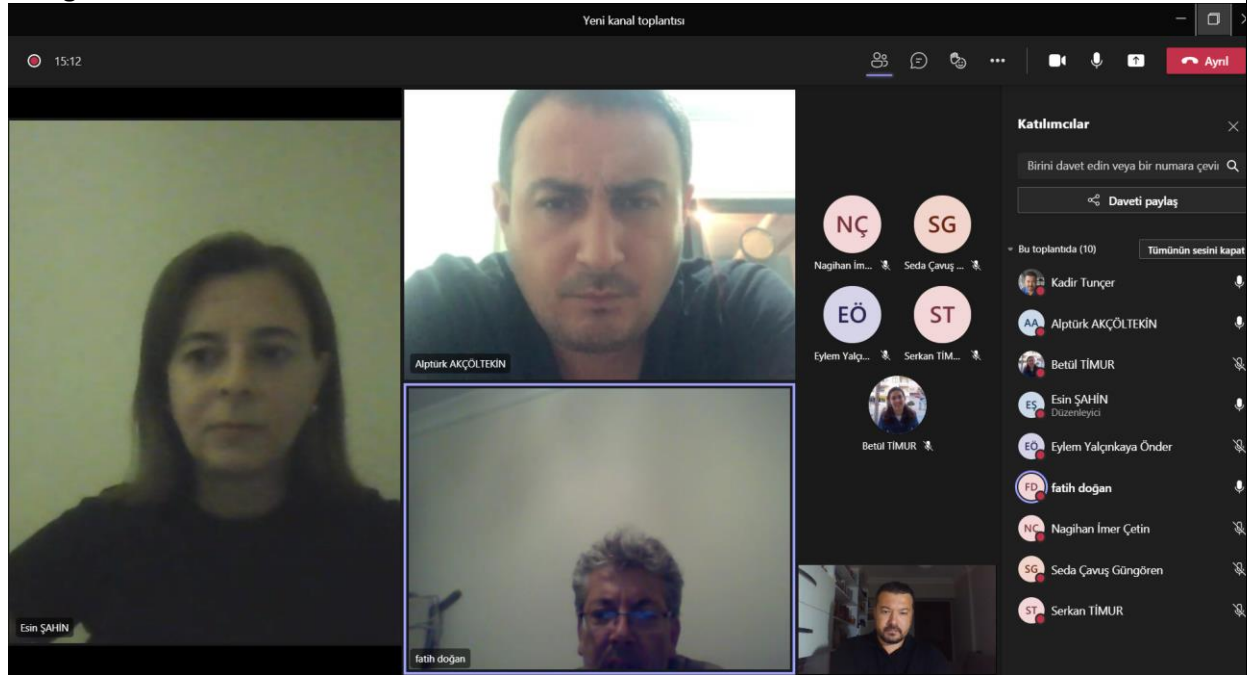 Yeni kanal toplantısı
15:12
Ayrıl
Esin ŞAHİN
Alptürk AKÇÖLTEKİN
fatih doğan
NÇ
SG
Nagihan İm...
Seda Çavuş ...
EÖ
ST
Eylem Yalçı...
Serkan TİM...
Betül TİMUR
Katılımcılar
Birini davet edin veya bir numara çevir
Daveti paylaş
Bu toplantıda (10)
Tümünün sesini kapat
Kadir Tunçer
AA
Alptürk AKÇÖLTEKİN
Betül TİMUR
EŞ
Esin ŞAHİN
Düzenleyici
EÖ
Eylem Yalçınkaya Önder
FD
fatih doğan
NÇ
Nagihan İmer Çetin
SG
Seda Çavuş Güngören
ST
Serkan TİMUR